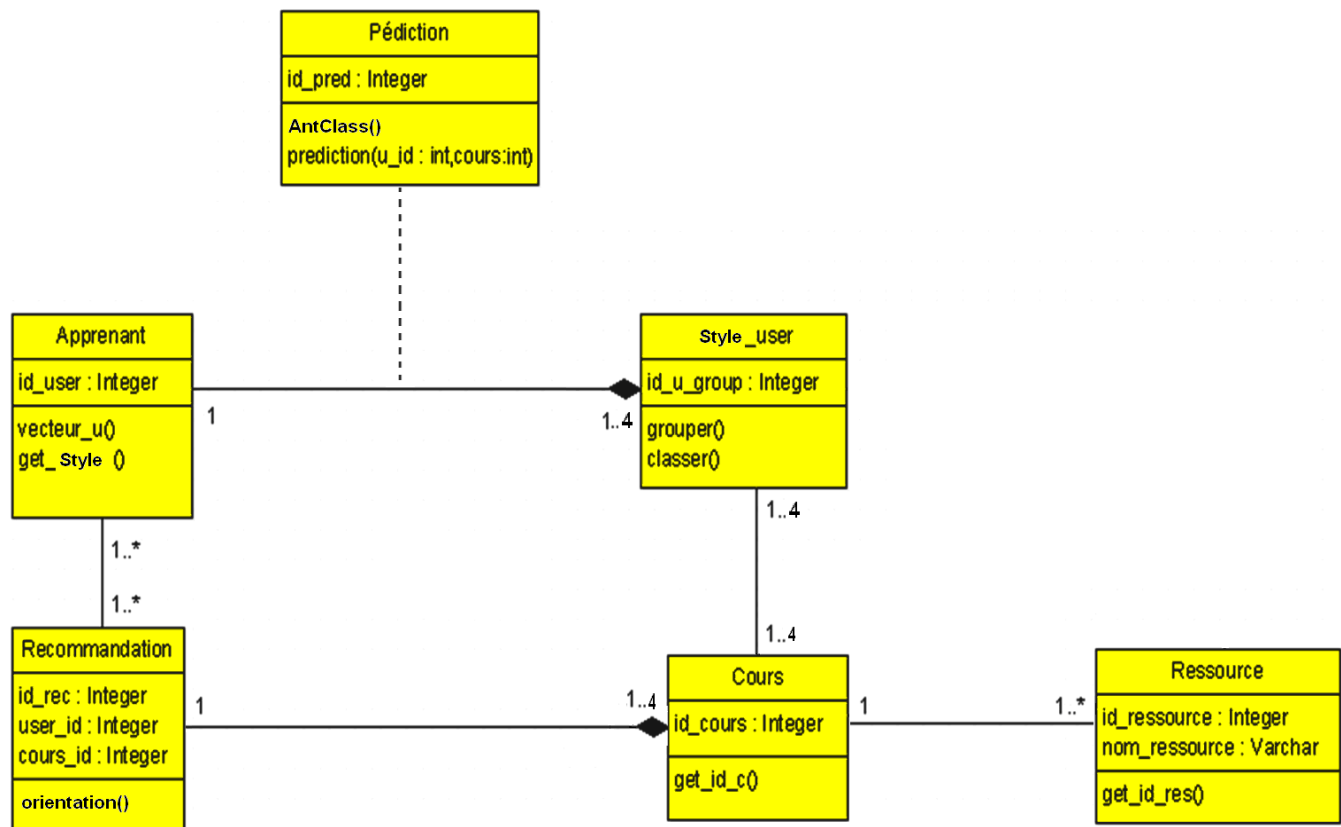 Pédiction
id_pred : Integer
AntClass()
prediction(u_id : int,cours:int)
Apprenant
id_user : Integer
vecteur_u()
get_ Style ()
1
1..4
Style _user
id_u_group : Integer
grouper()
classer()
1..*
1..*
1..4
1..4
Recommandation
id_rec : Integer
user_id : Integer
cours_id : Integer
orientation()
1
1..4
Cours
id_cours : Integer
get_id_c()
1
1..*
Ressource
id_ressource : Integer
nom_ressource : Varchar
get_id_res()